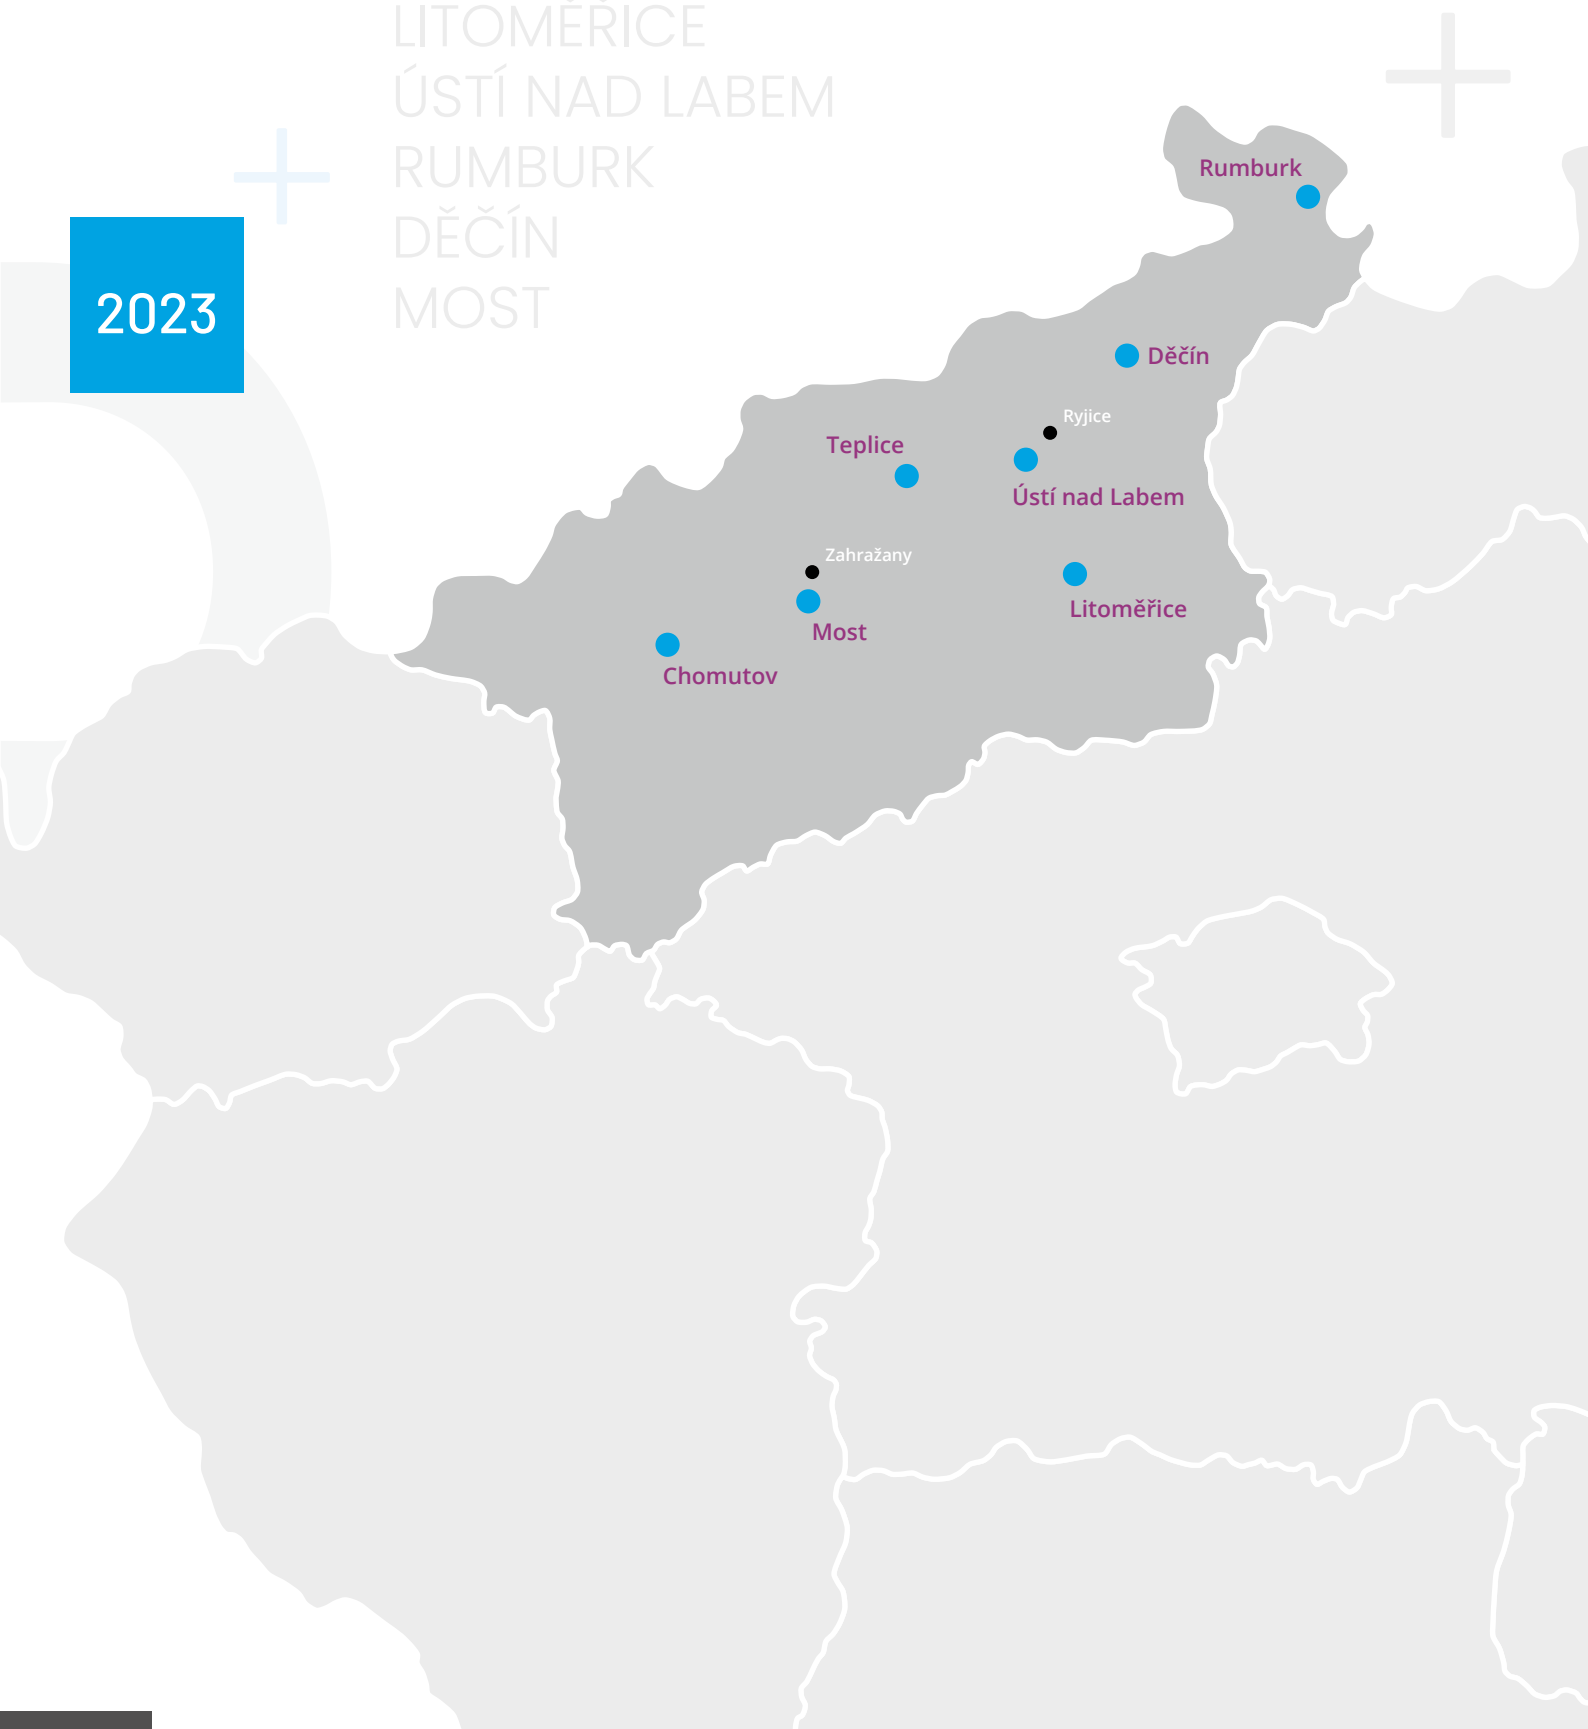 LITOMĚŘICE
ÚSTÍ NAD LABEM
RUMBURK
DĚČÍN
MOST
2023
Rumburk
Děčín
Ryjice
Teplice
Ústí nad Labem
Zahražany
Litoměřice
Most
Chomutov